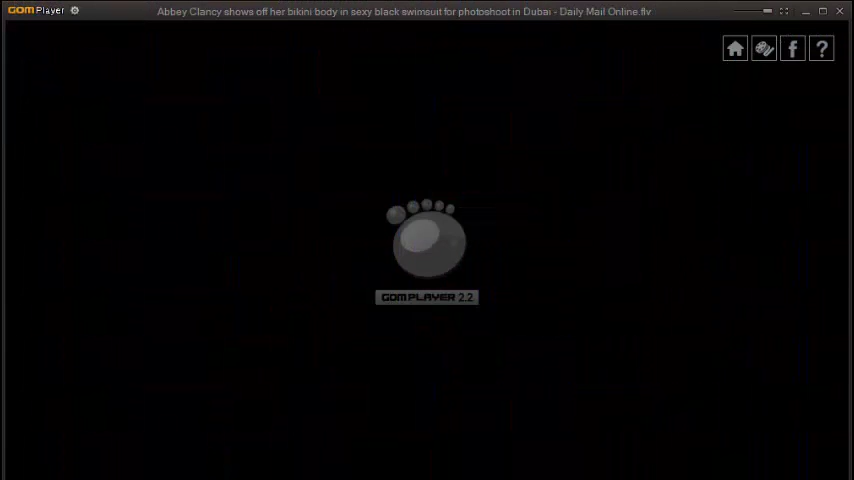 GOM Player Abbey Clancy shows off her bikini body in sexy black swimsuit for photoshoot in Dubai - Daily Mail Online.flv
f ?
GOM PLAYER 2.2